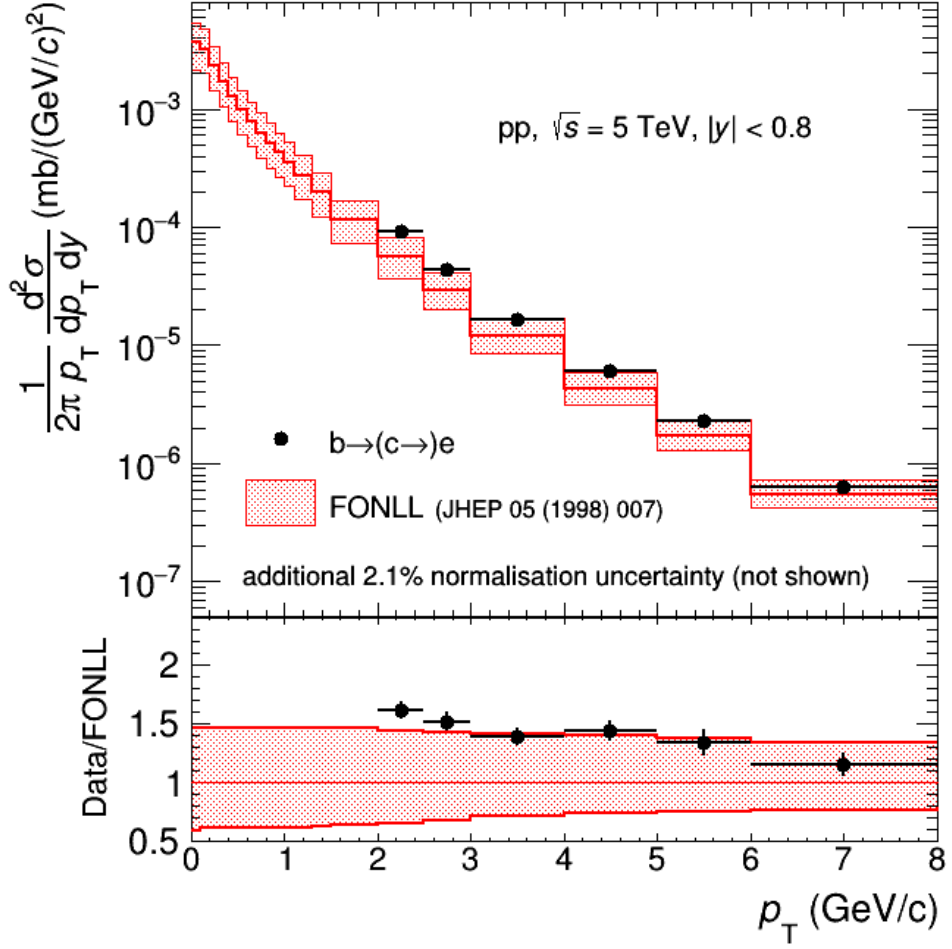 1/(2π p_T) d²σ/(dp_T dy) (mb/(GeV/c)²)
10⁻³
10⁻⁴
10⁻⁵
10⁻⁶
10⁻⁷
pp, √s = 5 TeV, |y| < 0.8
b→(c→)e
FONLL (JHEP 05 (1998) 007)
additional 2.1% normalisation uncertainty (not shown)
Data/FONLL
2
1.5
1
0.5
0 1 2 3 4 5 6 7 8
p_T (GeV/c)